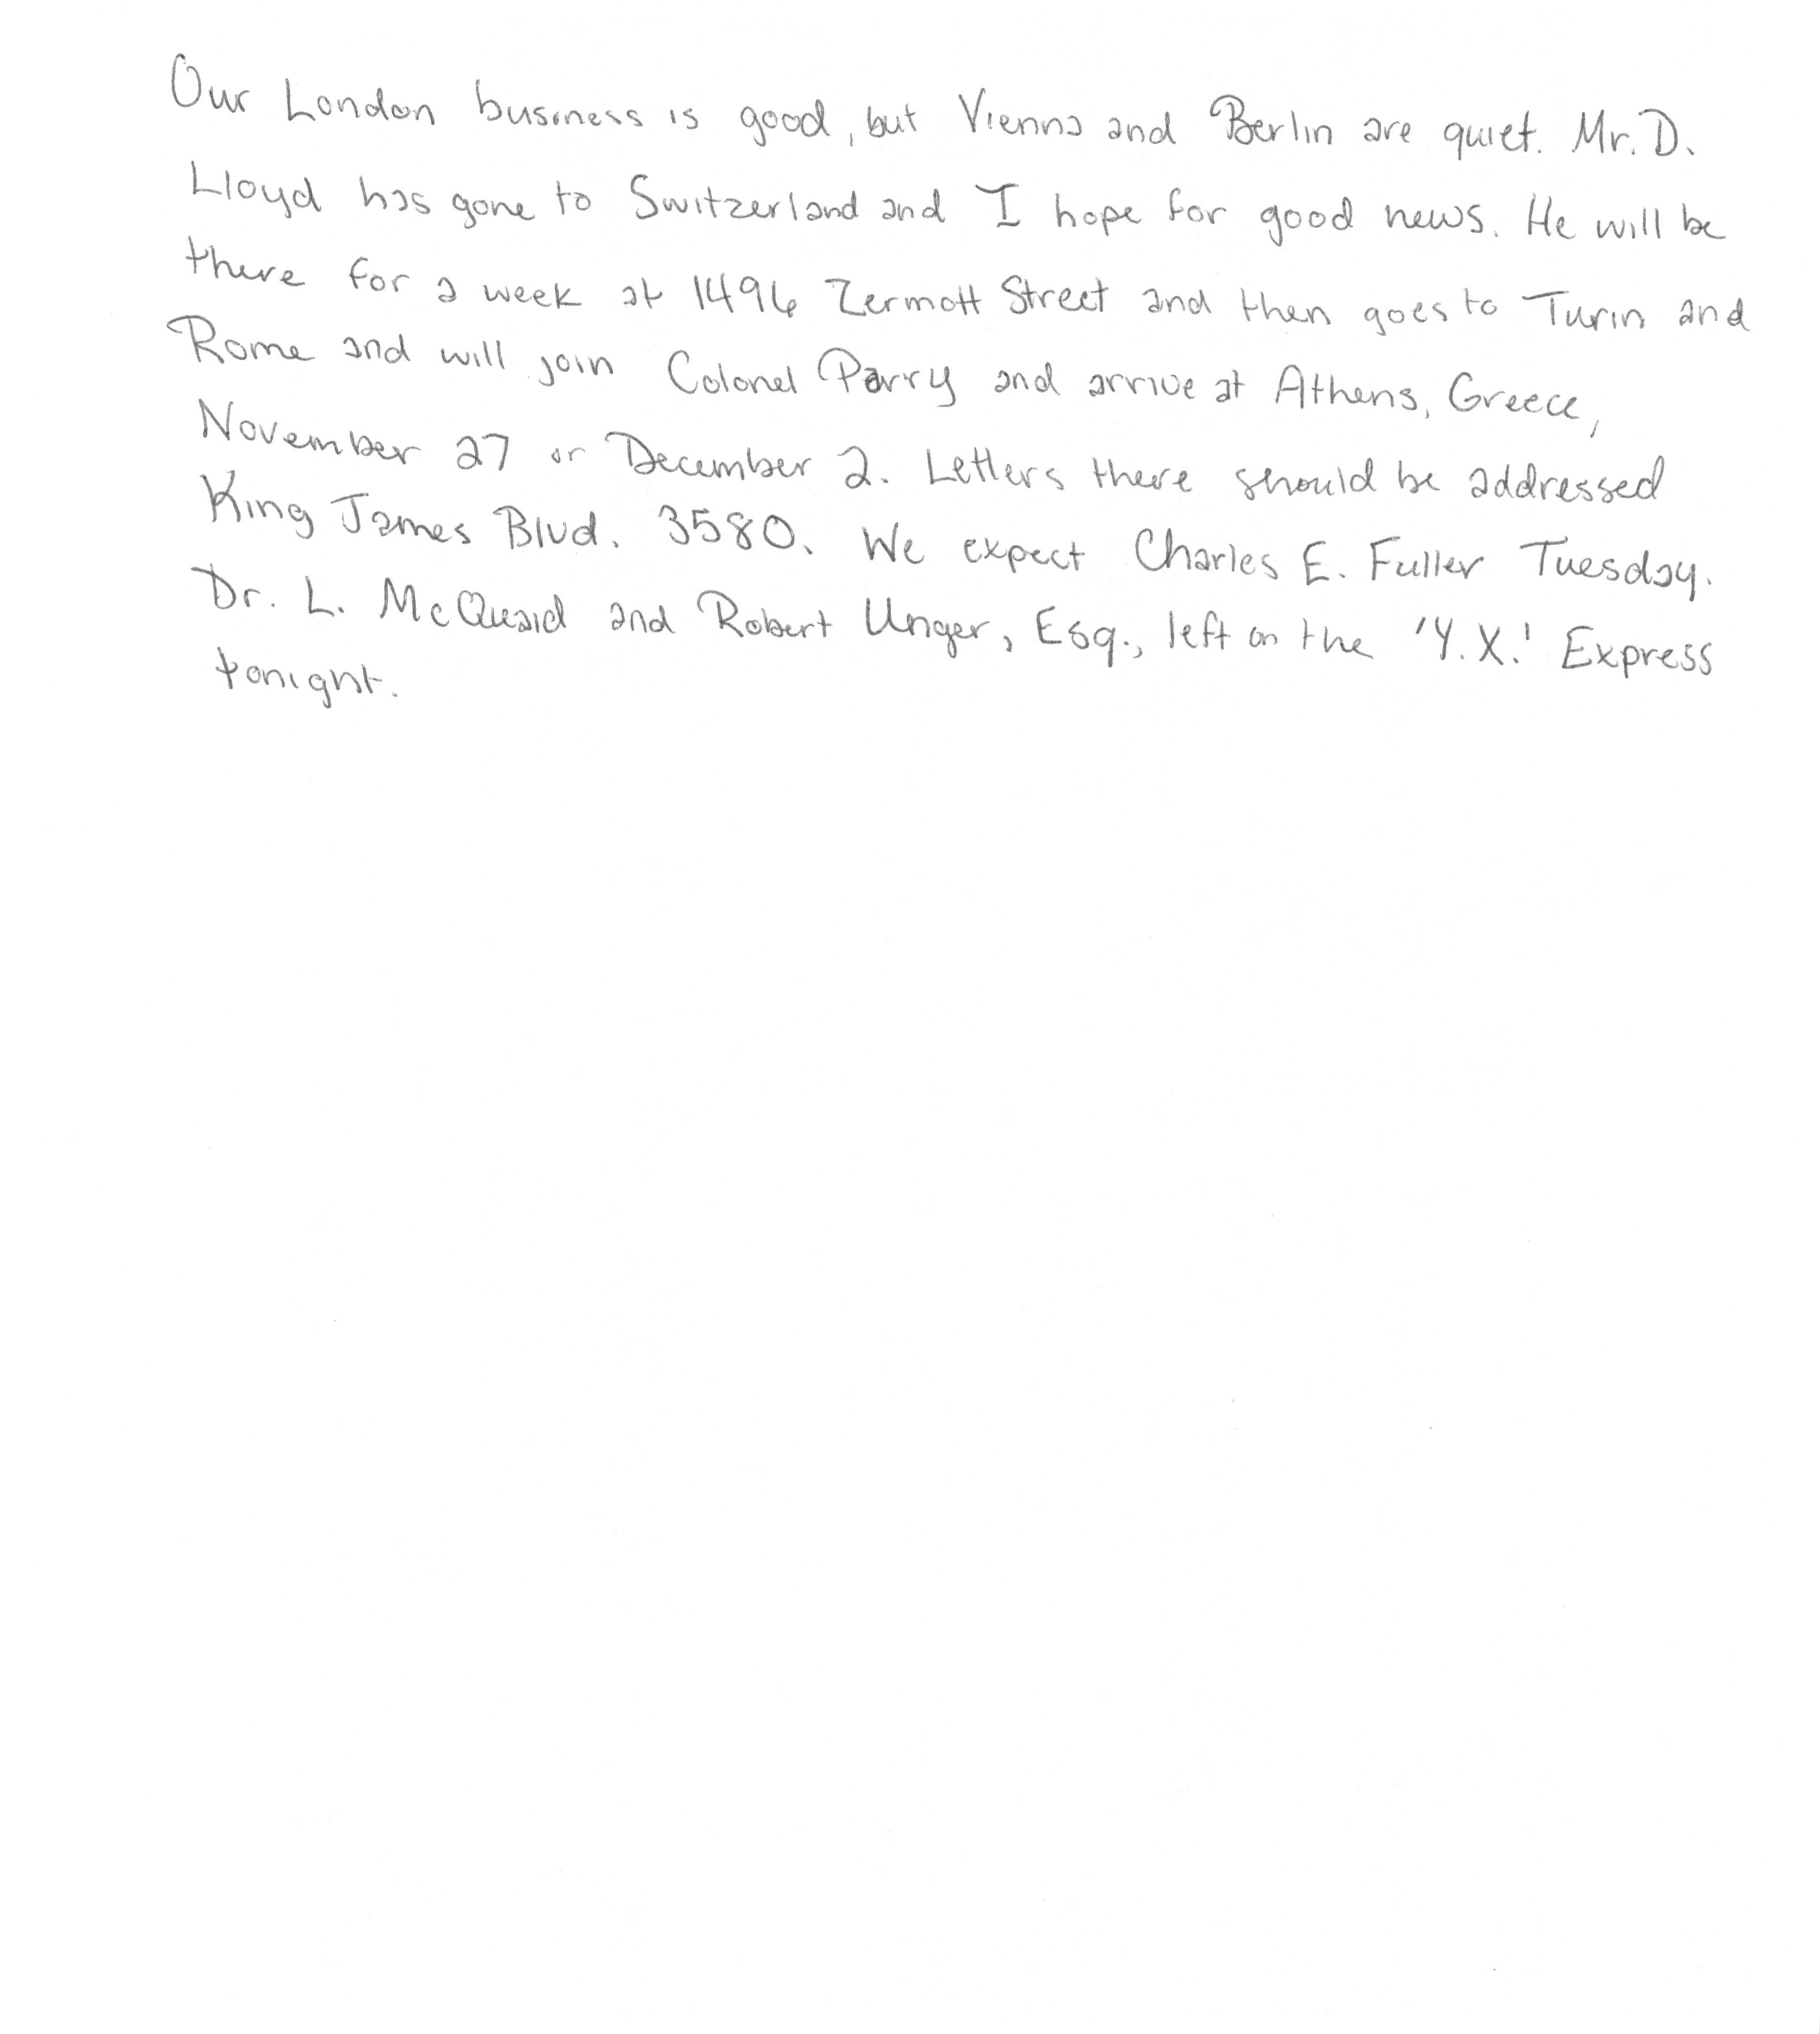 Our London business is good, but Vienna and Berlin are quiet. Mr. D.
Lloyd has gone to Switzerland and I hope for good news. He will be
there for a week at 1496 Zermott Street and then goes to Turin and
Rome and will join Colonel Parry and arrive at Athens, Greece,
November 27 or December 2. Letters there should be addressed
King James Blvd. 3580. We expect Charles E. Fuller Tuesday.
Dr. L. McQuaid and Robert Unger, Esq., left on the 'Y.X.' Express
tonight.